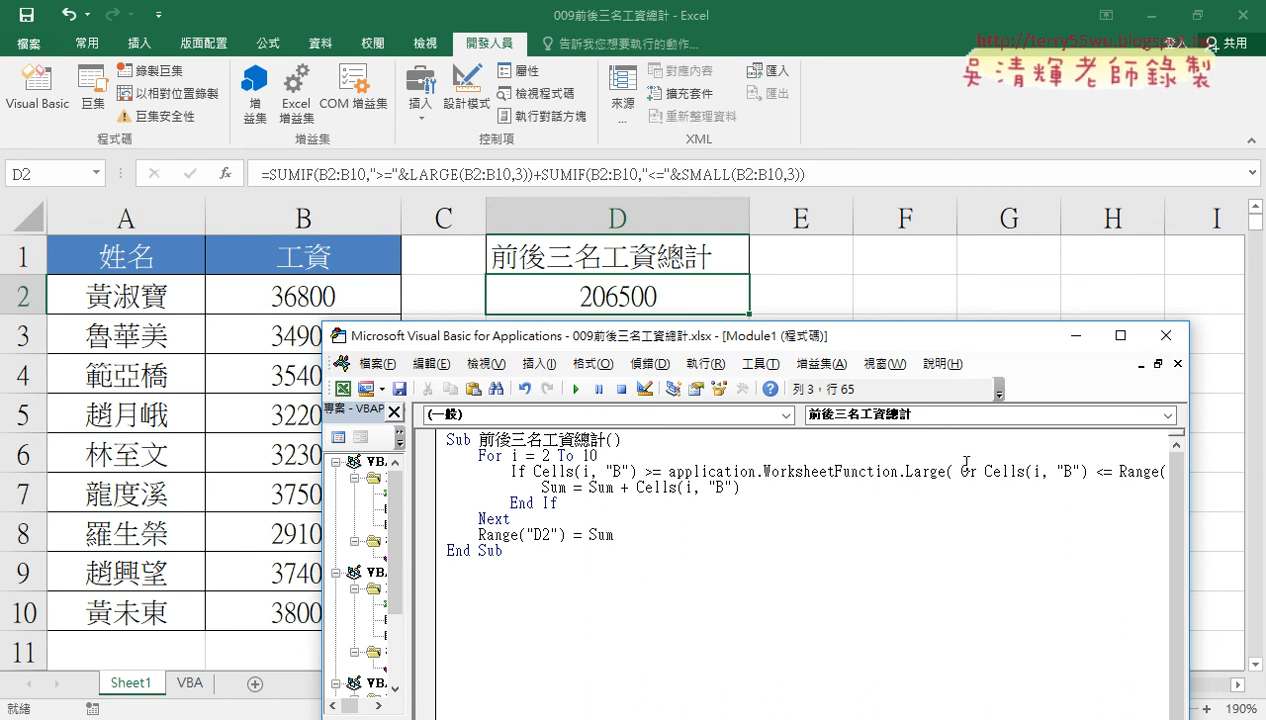 009前後三名工資總計 - Excel
http://terry55wu.blogspot.tw
吳清輝老師錄製
檔案 常用 插入 版面配置 公式 資料 校閱 檢視 開發人員 告訴我您想要執行的動作... 登入 共用
Visual Basic 巨集 錄製巨集 以相對位置錄製 巨集安全性
增益集 Excel 增益集 COM 增益集
插入 設計模式 屬性 檢視程式碼 執行對話方塊
來源... 對應內容 擴充套件 重新整理資料 匯入 匯出
程式碼 增益集 控制項 XML
D2 fx =SUMIF(B2:B10,">="&LARGE(B2:B10,3))+SUMIF(B2:B10,"<="&SMALL(B2:B10,3))
A B C D E F G H I
1 姓名 工資 前後三名工資總計
2 黃淑寶 36800 206500
3 魯華美 3490
4 範亞橋 3540
5 趙月峨 3220
6 林至文 3230
7 龍度溪 3750
8 羅生榮 2910
9 趙興望 3740
10 黃未東 3800
11
Microsoft Visual Basic for Applications - 009前後三名工資總計.xlsx - [Module1 (程式碼)]
檔案(F) 編輯(E) 檢視(V) 插入(I) 格式(O) 偵錯(D) 執行(R) 工具(T) 增益集(A) 視窗(W) 說明(H)
列 3，行 65
專案 - VBAP
(一般) 前後三名工資總計
Sub 前後三名工資總計()
For i = 2 To 10
If Cells(i, "B") >= application.WorksheetFunction.Large( Or Cells(i, "B") <= Range(
Sum = Sum + Cells(i, "B")
End If
Next
Range("D2") = Sum
End Sub
VB
VB
VB
Sheet1 VBA
就緒 190%